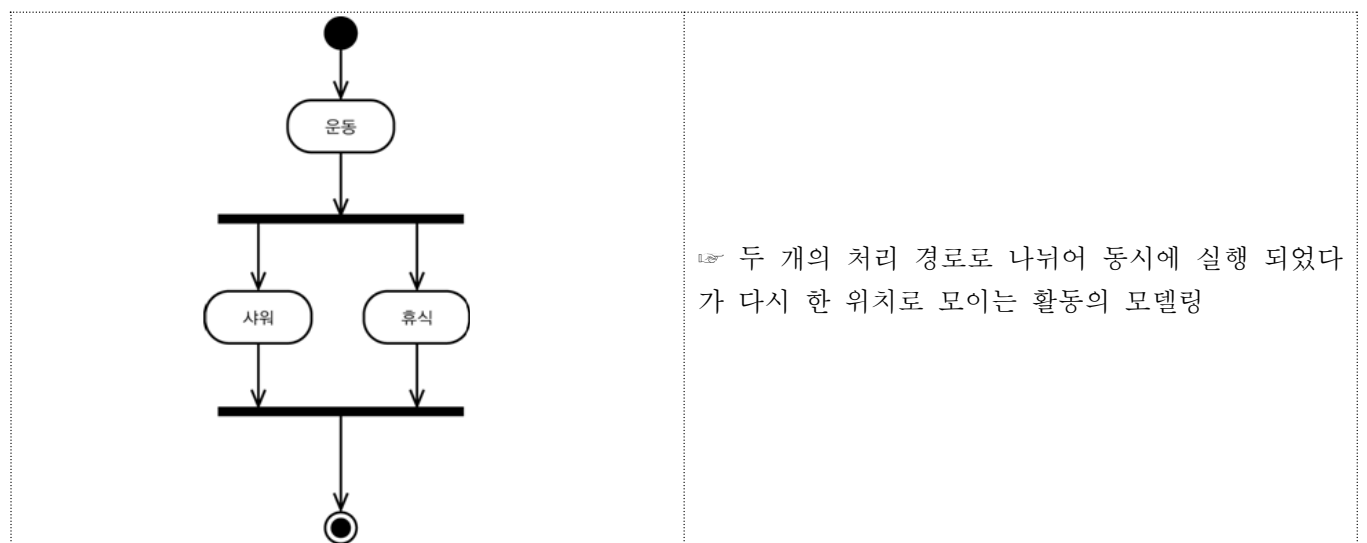 운동
샤워
휴식
☞ 두 개의 처리 경로로 나뉘어 동시에 실행 되었다
가 다시 한 위치로 모이는 활동의 모델링